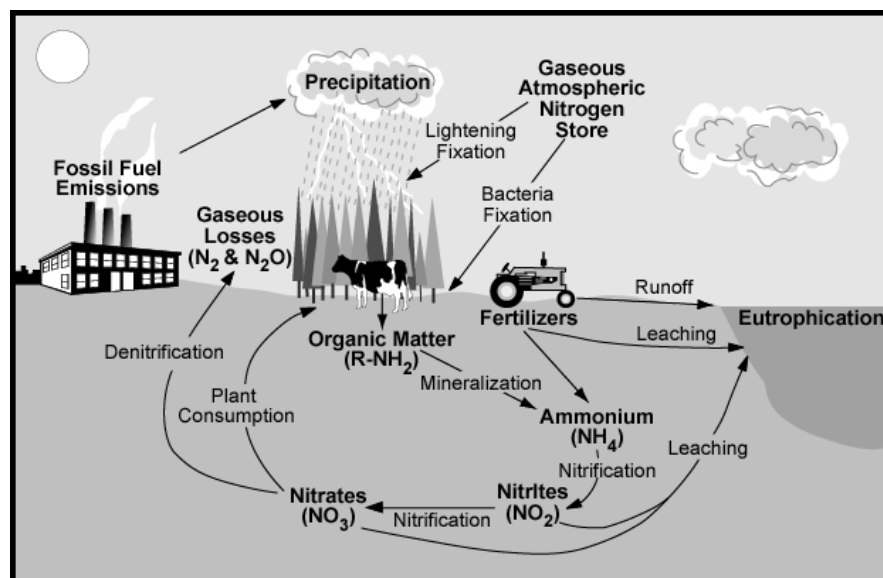 Precipitation
Gaseous
Atmospheric
Nitrogen
Store
Lightening
Fixation
Fossil Fuel
Emissions
Bacteria
Fixation
Gaseous
Losses
(N₂ & N₂O)
Runoff
Fertilizers
Eutrophication
Leaching
Organic Matter
(R-NH₂)
Denitrification
Mineralization
Plant
Consumption
Ammonium
(NH₄)
Leaching
Nitrification
Nitrates
(NO₃)
Nitrification
NitrItes
(NO₂)